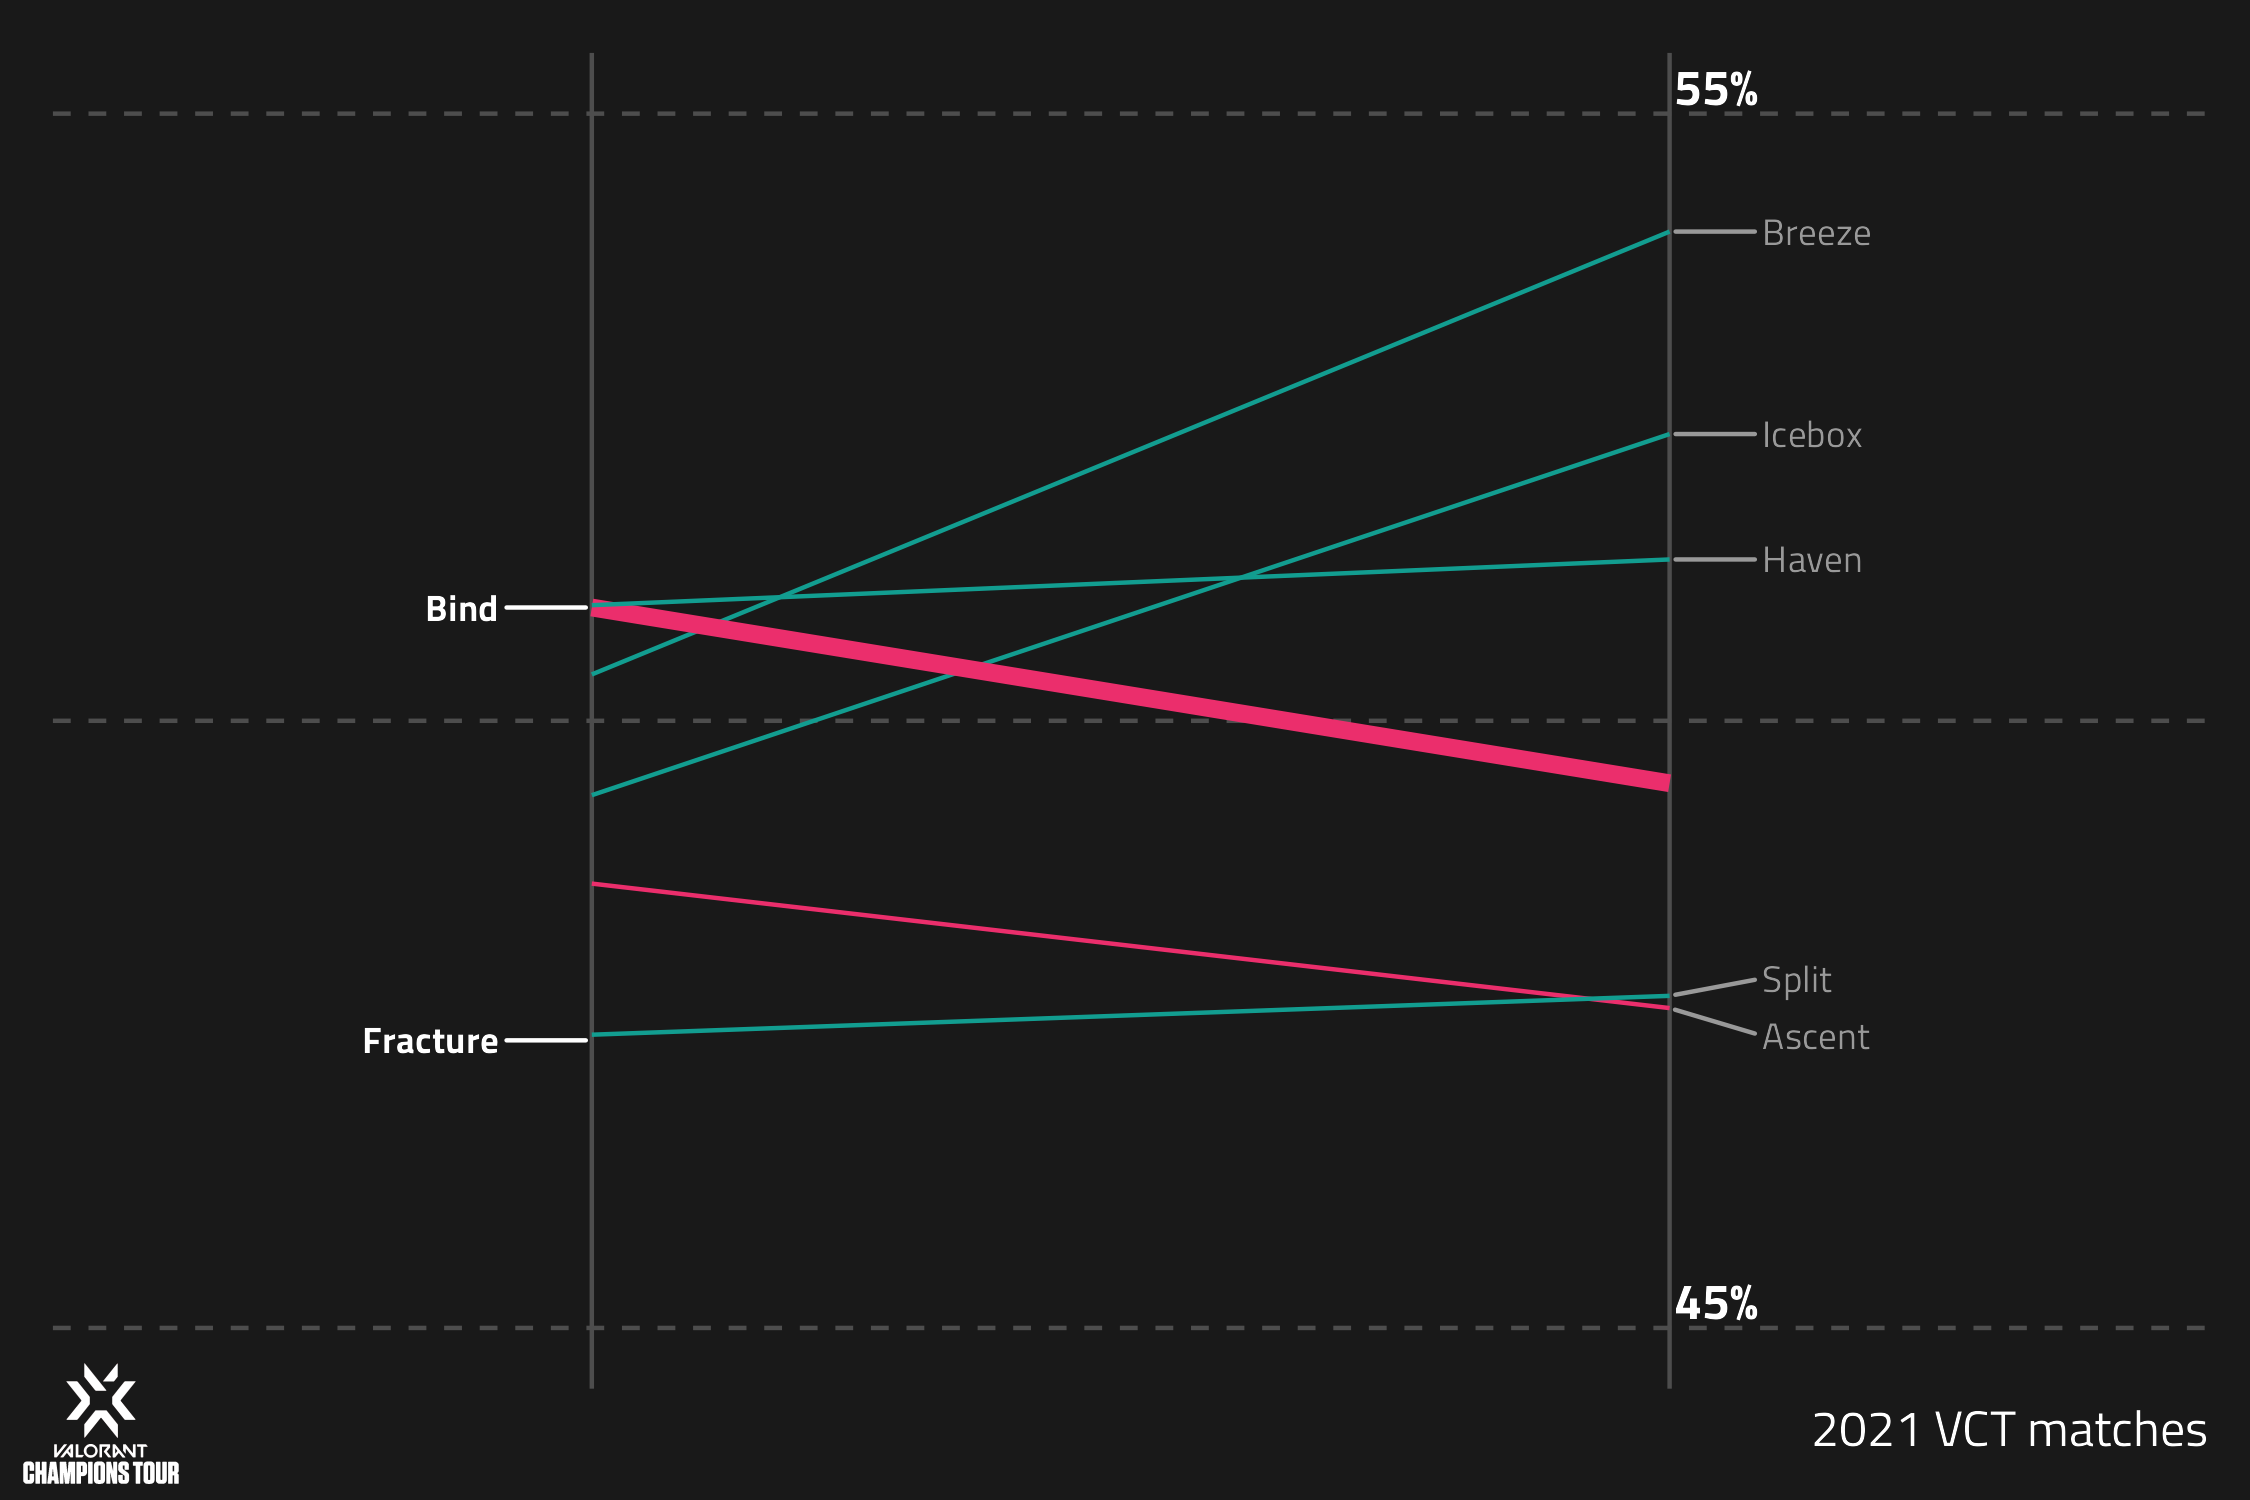 55%
Breeze
Icebox
Haven
Bind
Split
Fracture
Ascent
45%
2021 VCT matches
VALORANT
CHAMPIONS TOUR